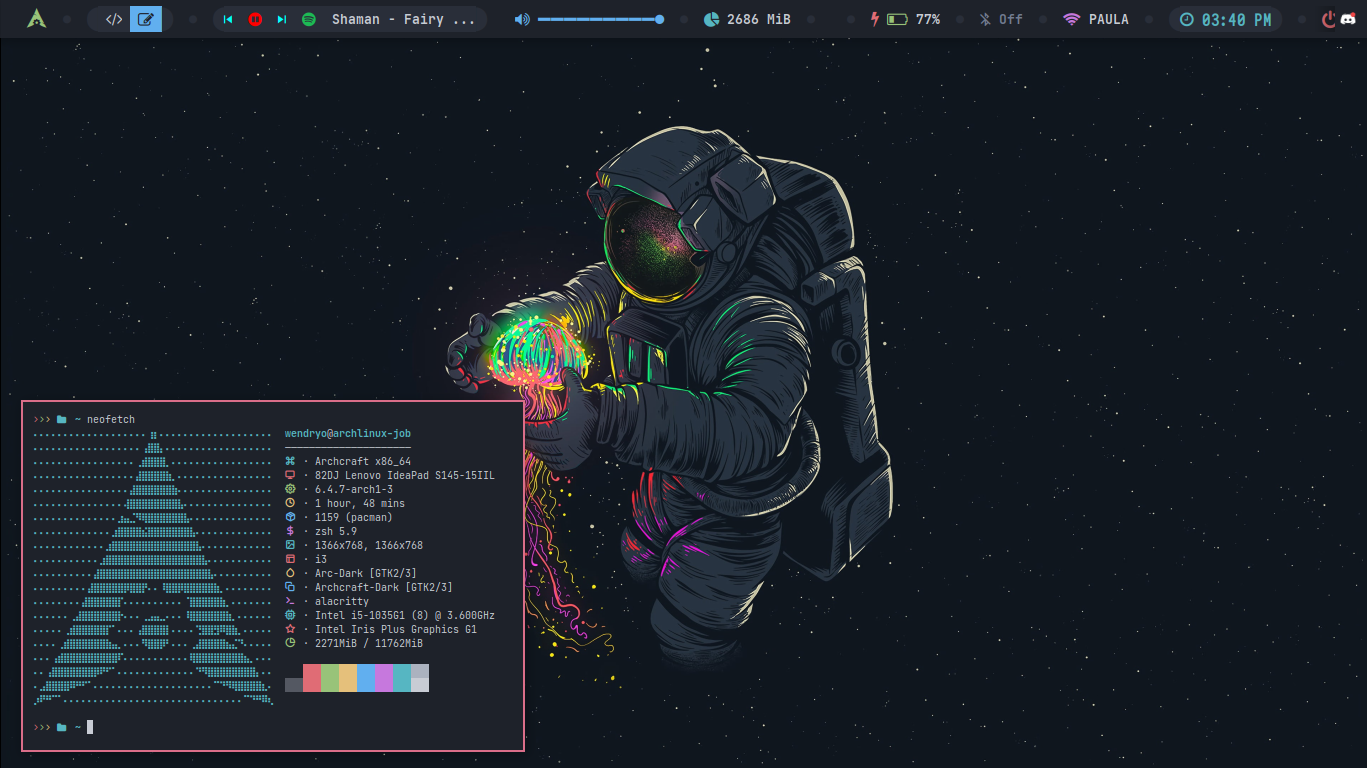 </> Shaman - Fairy ... 2686 MiB 77% Off PAULA 03:40 PM
>>> ~ neofetch
wendryo@archlinux-job
· Archcraft x86_64
· 82DJ Lenovo IdeaPad S145-15IIL
· 6.4.7-arch1-3
· 1 hour, 48 mins
· 1159 (pacman)
· zsh 5.9
· 1366x768, 1366x768
· i3
· Arc-Dark [GTK2/3]
· Archcraft-Dark [GTK2/3]
· alacritty
· Intel i5-1035G1 (8) @ 3.600GHz
· Intel Iris Plus Graphics G1
· 2271MiB / 11762MiB
>>> ~